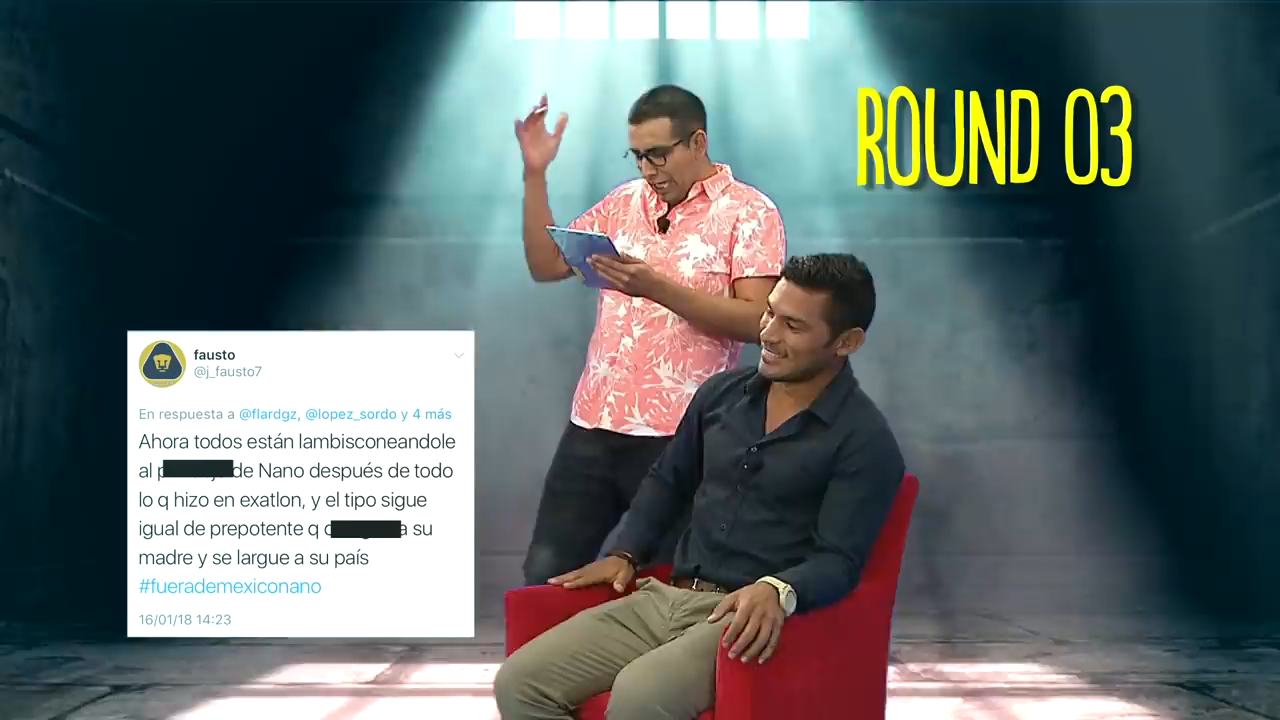 ROUND 03
fausto
@j_fausto7
En respuesta a @flardgz, @lopez_sordo y 4 más
Ahora todos están lambisconeandole
al de Nano después de todo
lo q hizo en exatlon, y el tipo sigue
igual de prepotente q su
madre y se largue a su país
#fuerademexiconano
16/01/18 14:23